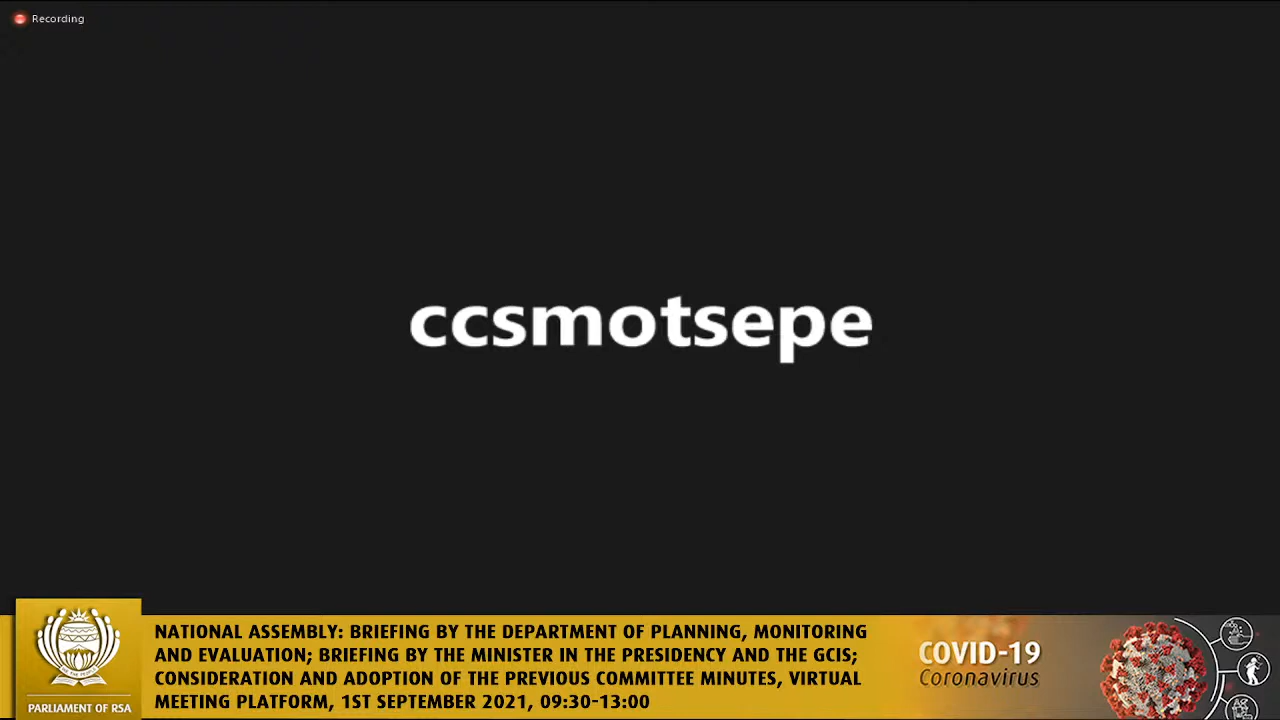 Recording
ccsmotsepe
NATIONAL ASSEMBLY: BRIEFING BY THE DEPARTMENT OF PLANNING, MONITORING
AND EVALUATION; BRIEFING BY THE MINISTER IN THE PRESIDENCY AND THE GCIS;
CONSIDERATION AND ADOPTION OF THE PREVIOUS COMMITTEE MINUTES, VIRTUAL
MEETING PLATFORM, 1ST SEPTEMBER 2021, 09:30-13:00
PARLIAMENT OF RSA
COVID-19
Coronavirus